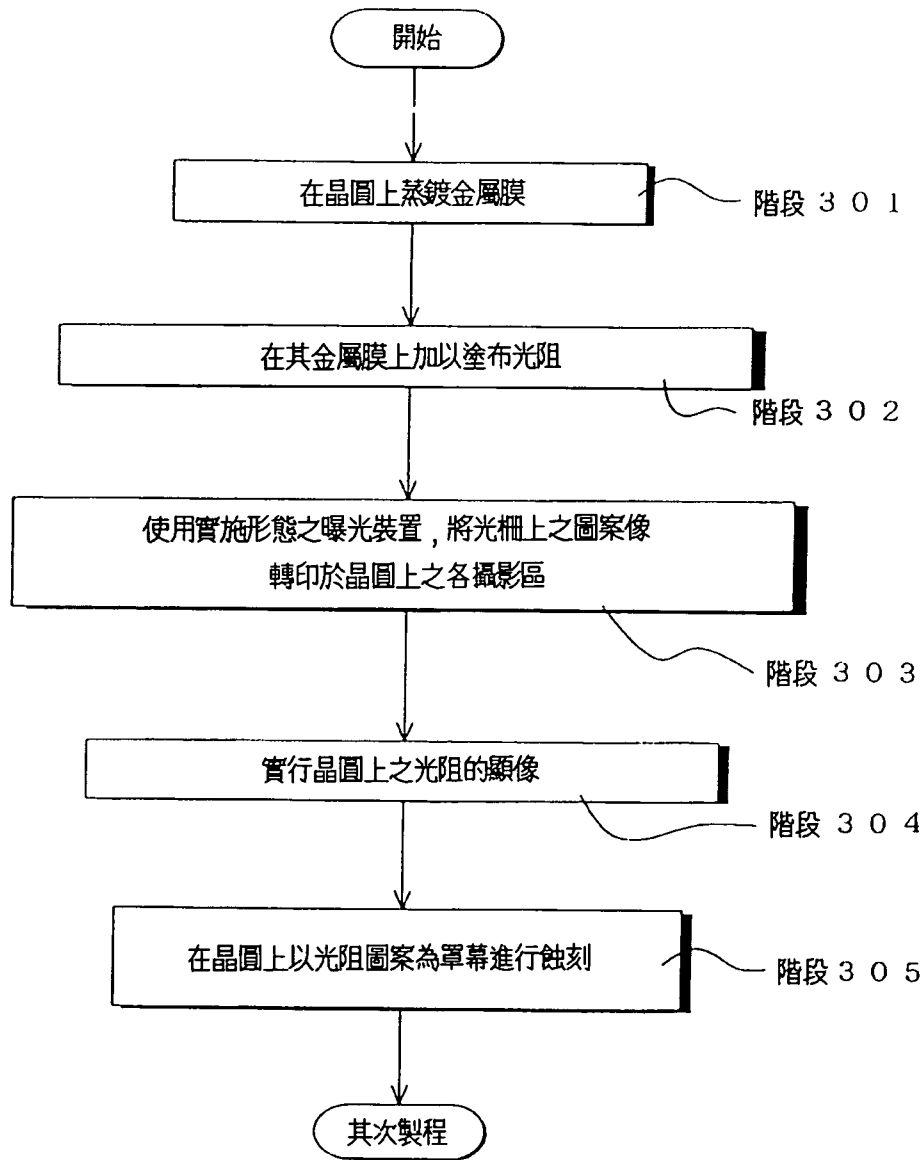 開始
在晶圓上蒸鍍金屬膜
階段 3 0 1
在其金屬膜上加以塗布光阻
階段 3 0 2
使用實施形態之曝光裝置,將光柵上之圖案像
轉印於晶圓上之各攝影區
階段 3 0 3
實行晶圓上之光阻的顯像
階段 3 0 4
在晶圓上以光阻圖案為罩幕進行蝕刻
階段 3 0 5
其次製程